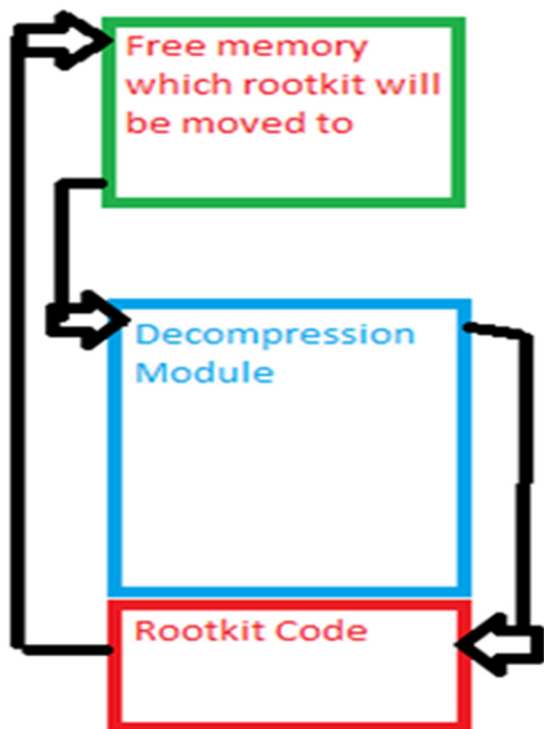 Free memory
which rootkit will
be moved to
Decompression
Module
Rootkit Code